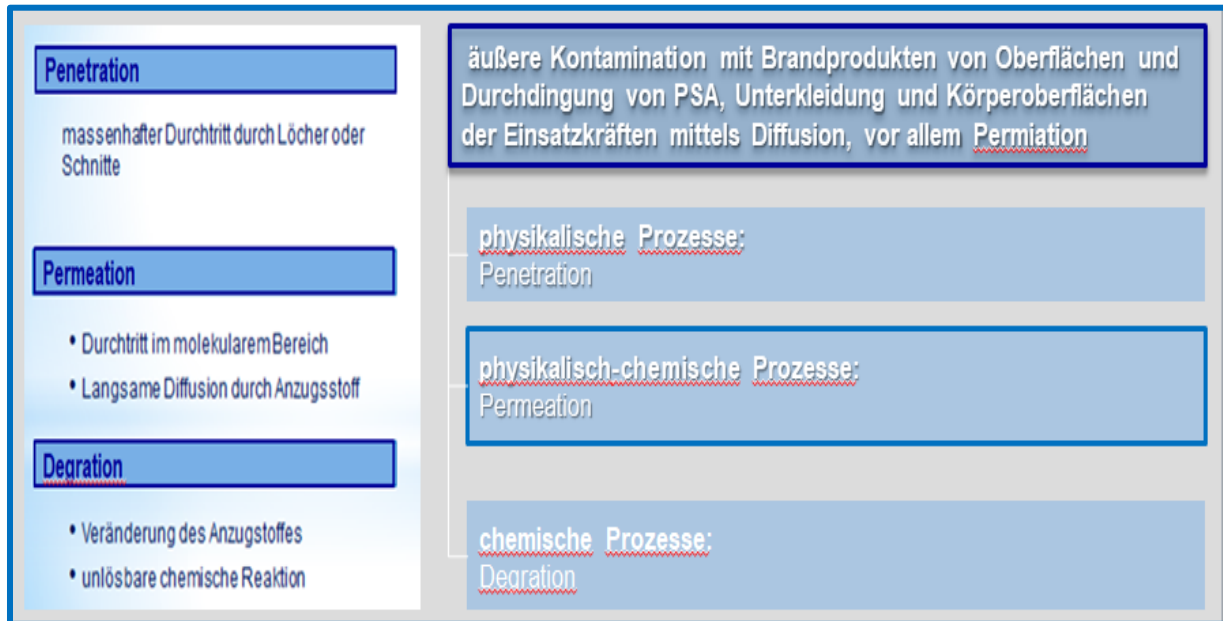 Penetration
massenhafter Durchtritt durch Löcher oder
Schnitte
Permeation
• Durchtritt im molekularem Bereich
• Langsame Diffusion durch Anzugsstoff
Degration
• Veränderung des Anzugstoffes
• unlösbare chemische Reaktion
äußere Kontamination mit Brandprodukten von Oberflächen und
Durchdingung von PSA, Unterkleidung und Körperoberflächen
der Einsatzkräften mittels Diffusion, vor allem Permiation
physikalische Prozesse:
Penetration
physikalisch-chemische Prozesse:
Permeation
chemische Prozesse:
Degration